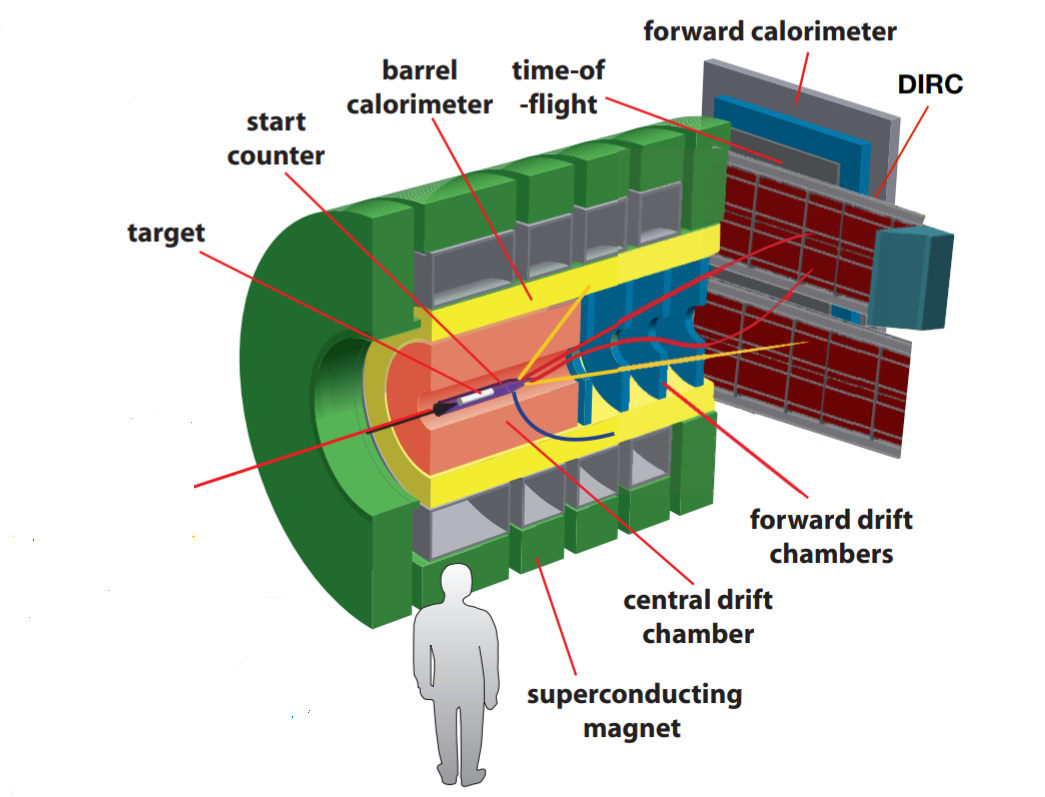 forward calorimeter
barrel
calorimeter
time-of
-flight
DIRC
start
counter
target
forward drift
chambers
central drift
chamber
superconducting
magnet